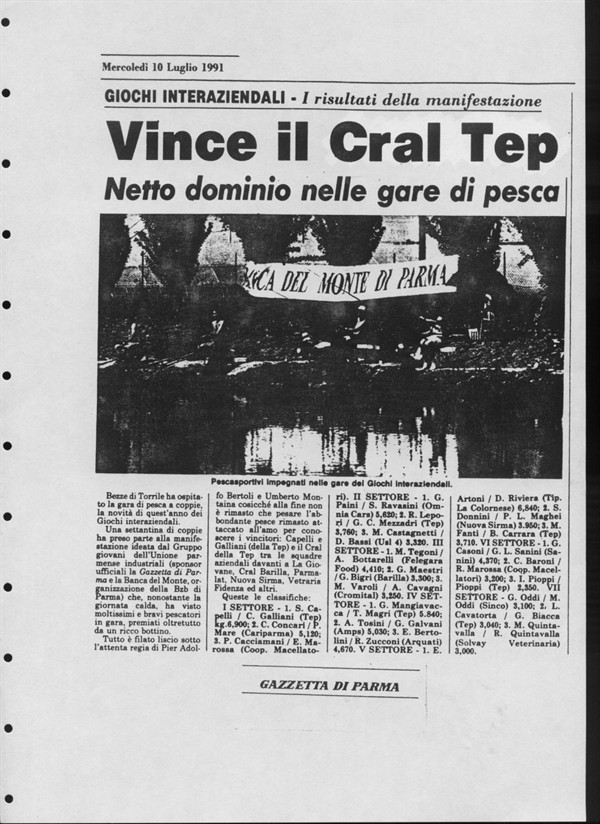 Mercoledì 10 Luglio 1991
GIOCHI INTERAZIENDALI - I risultati della manifestazione
Vince il Cral Tep
Netto dominio nelle gare di pesca
CA DEL MONTE DI PARMA
Pescasportivi impegnati nelle gare dei Giochi interaziendali.
Bezze di Torrile ha ospita-
to la gara di pesca a coppie,
la novità di quest'anno dei
Giochi interaziendali.
Una settantina di coppie
ha preso parte alla manife-
stazione ideata dal Gruppo
giovani dell'Unione par-
mense industriali (sponsor
ufficiali la Gazzetta di Par-
ma e la Banca del Monte, or-
ganizzazione della Bzb di
Parma) che, nonostante la
giornata calda, ha visto
moltissimi e bravi pescatori
in gara, premiati oltretutto
da un ricco bottino.
Tutto è filato liscio sotto
l'attenta regia di Pier Adol-
fo Bertoli e Umberto Mon-
taina cosicché alla fine non
è rimasto che pesare l'ab-
bondante pesce rimasto at-
taccato all'amo per cono-
scere i vincitori: Capelli e
Galliani (della Tep) e il Cral
della Tep tra le squadre
aziendali davanti a La Gio-
vane, Cral Barilla, Parma-
lat, Nuova Sirma, Vetraria
Fidenza ed altri.
Queste le classifiche:
I SETTORE - 1. S. Ca-
pelli / C. Galliani (Tep)
kg.6,900; 2. C. Concari / P.
Mare (Cariparma) 5,120;
3. P. Cacciamani / E. Ma-
rossa (Coop. Macellato-
ri). II SETTORE - 1. G.
Paini / S. Ravasini (Om-
nia Cara) 5,620; 2. R. Lepo-
ri / G. C. Mezzadri (Tep)
3,760; 3. M. Castagnetti /
D. Bassi (Usl 4) 3,320. III
SETTORE - 1. M. Tegoni /
A. Bottarelli (Felegara
Food) 4,410; 2. G. Maestri
/ G. Bigri (Barilla) 3,300; 3.
M. Varoli / A. Cavagni
(Cromital) 3,250. IV SET-
TORE - 1. G. Mangiavac-
ca / T. Magri (Tep) 5.840;
2. A. Tosini / G. Galvani
(Amps) 5,030; 3. E. Berto-
lini / R. Zucconi (Arquati)
4,670. V SETTORE - 1. E.
Artoni / D. Riviera (Tip.
La Colornese) 6,840; 2. S.
Donnini / P. L. Maghei
(Nuova Sirma) 3.950; 3. M.
Fanti / B. Carrara (Tep)
3,710. VI SETTORE - 1. G.
Casoni / G. L. Sanini (Sa-
nini) 4,370; 2. C. Baroni /
R. Marossa (Coop. Macel-
latori) 3,200; 3. I. Pioppi /
Pioppi (Tep) 2,350. VII
SETTORE - G. Oddi / M.
Oddi (Sinco) 3,100; 2. L.
Cavatorta / G. Biacca
(Tep) 3,040; 3. M. Quinta-
valla / R. Quintavalla
(Solvay Veterinaria)
3,000.
GAZZETTA DI PARMA